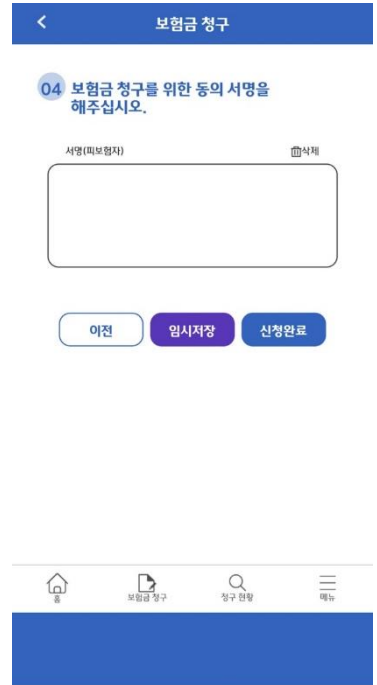 보험금 청구
04 보험금 청구를 위한 동의 서명을
해주십시오.
서명(피보험자) 삭제
이전 임시저장 신청완료
홈 보험금 청구 청구 현황 메뉴